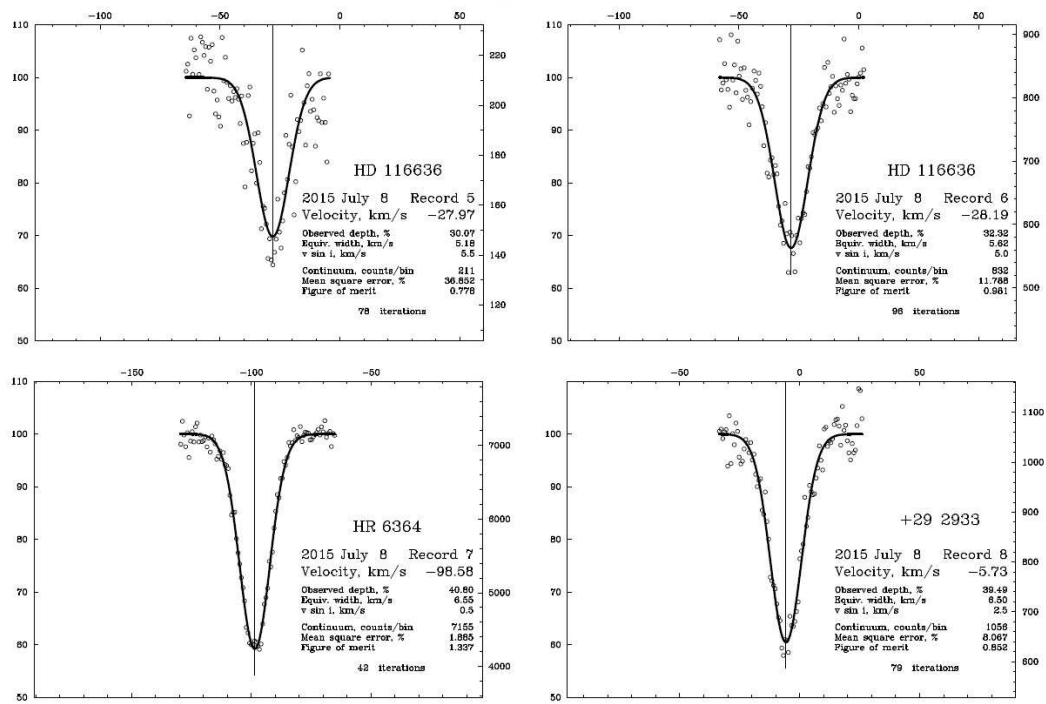 −100 −50 0 50
110
100
90
80
70
60
50
220
200
180
160
140
120
HD 116636
2015 July 8 Record 5
Velocity, km/s −27.97
Observed depth, % 30.07
Equiv. width, km/s 5.18
v sin i, km/s 5.5
Continuum, counts/bin 211
Mean square error, % 36.852
Figure of merit 0.778
78 iterations
−100 −50 0 50
110
100
90
80
70
60
50
900
800
700
600
500
HD 116636
2015 July 8 Record 6
Velocity, km/s −28.19
Observed depth, % 32.32
Equiv. width, km/s 5.62
v sin i, km/s 5.0
Continuum, counts/bin 832
Mean square error, % 11.788
Figure of merit 0.981
96 iterations
−150 −100 −50
110
100
90
80
70
60
50
7000
6000
5000
4000
HR 6364
2015 July 8 Record 7
Velocity, km/s −98.58
Observed depth, % 40.80
Equiv. width, km/s 6.55
v sin i, km/s 0.5
Continuum, counts/bin 7155
Mean square error, % 1.885
Figure of merit 1.337
42 iterations
−50 0 50
110
100
90
80
70
60
50
1100
1000
900
800
700
600
+29 2933
2015 July 8 Record 8
Velocity, km/s −5.73
Observed depth, % 39.49
Equiv. width, km/s 6.50
v sin i, km/s 2.5
Continuum, counts/bin 1058
Mean square error, % 8.067
Figure of merit 0.852
79 iterations